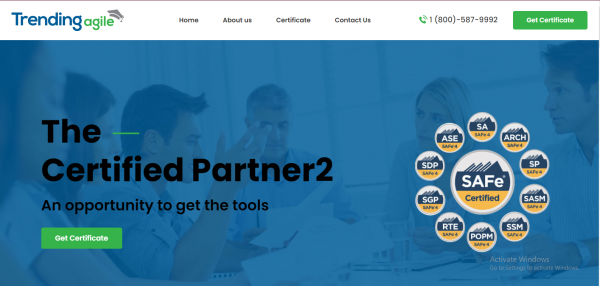 Trending agile
Home About us Certificate Contact Us
1 (800)-587-9992
Get Certificate
The
Certified Partner2
An opportunity to get the tools
Get Certificate
SA
SAFe 4
ASE
SAFe 4
ARCH
SAFe 4
SDP
SAFe 4
SP
SAFe 4
SAFe®
Certified
SGP
SAFe 4
SASM
SAFe 4
RTE
SAFe 4
SSM
SAFe 4
POPM
SAFe 4
Activate Windows
Go to Settings to Activate Windows.